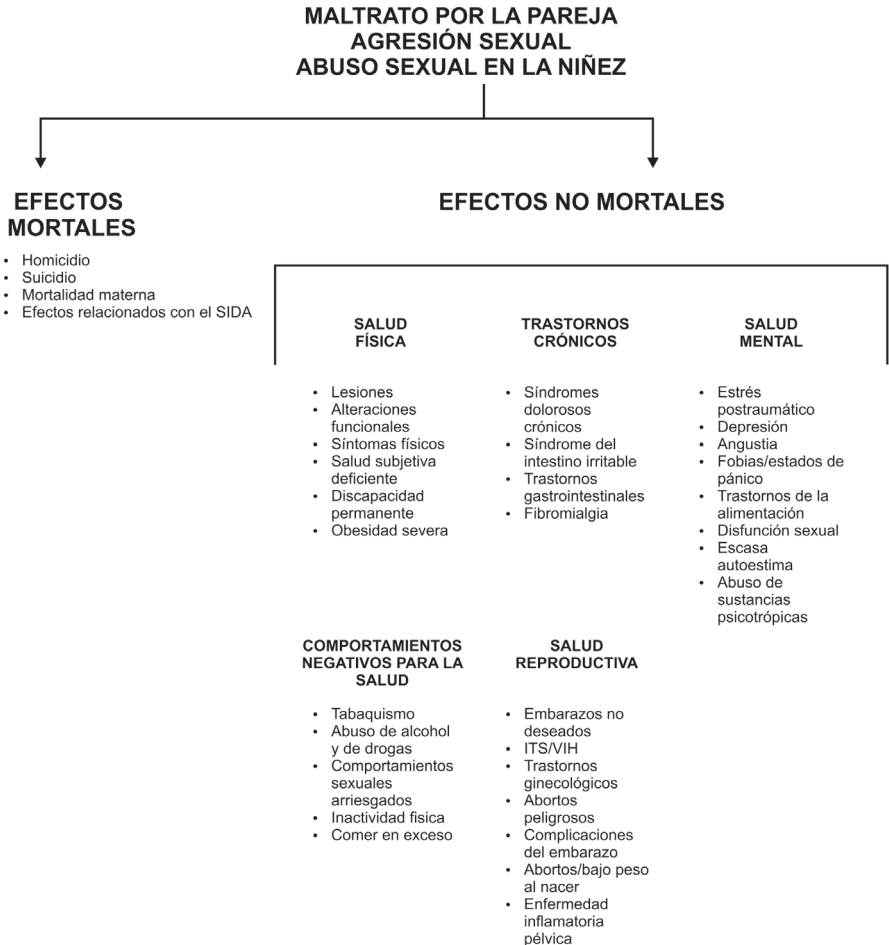 MALTRATO POR LA PAREJA
AGRESIÓN SEXUAL
ABUSO SEXUAL EN LA NIÑEZ
EFECTOS
MORTALES
• Homicidio
• Suicidio
• Mortalidad materna
• Efectos relacionados con el SIDA
EFECTOS NO MORTALES
SALUD
FÍSICA
• Lesiones
• Alteraciones
funcionales
• Síntomas físicos
• Salud subjetiva
deficiente
• Discapacidad
permanente
• Obesidad severa
TRASTORNOS
CRÓNICOS
• Síndromes
dolorosos
crónicos
• Síndrome del
intestino irritable
• Trastornos
gastrointestinales
• Fibromialgia
SALUD
MENTAL
• Estrés
postraumático
• Depresión
• Angustia
• Fobias/estados de
pánico
• Trastornos de la
alimentación
• Disfunción sexual
• Escasa
autoestima
• Abuso de
sustancias
psicotrópicas
COMPORTAMIENTOS
NEGATIVOS PARA LA
SALUD
• Tabaquismo
• Abuso de alcohol
y de drogas
• Comportamientos
sexuales
arriesgados
• Inactividad fisica
• Comer en exceso
SALUD
REPRODUCTIVA
• Embarazos no
deseados
• ITS/VIH
• Trastornos
ginecológicos
• Abortos
peligrosos
• Complicaciones
del embarazo
• Abortos/bajo peso
al nacer
• Enfermedad
inflamatoria
pélvica